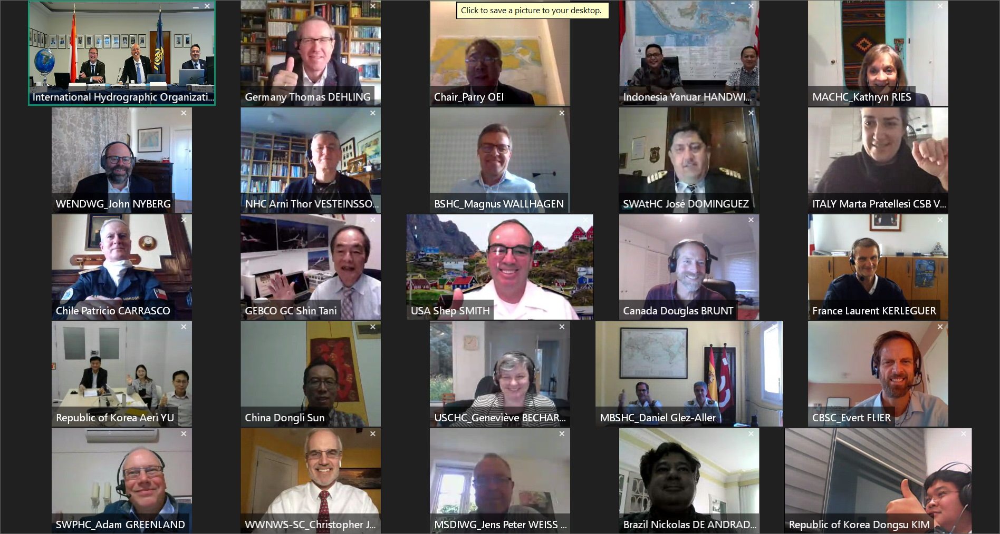 Click to save a picture to your desktop.
International Hydrographic Organizati...
Germany Thomas DEHLING
Chair_Parry OEI
Indonesia Yanuar HANDWI...
MACHC_Kathryn RIES
WENDWG_John NYBERG
NHC Arni Thor VESTEINSSO...
BSHC_Magnus WALLHAGEN
SWAtHC José DOMINGUEZ
ITALY Marta Pratellesi CSB V...
Chile Patricio CARRASCO
GEBCO GC Shin Tani
USA Shep SMITH
Canada Douglas BRUNT
France Laurent KERLEGUER
Republic of Korea Aeri YU
China Dongli Sun
USCHC_Geneviève BECHAR...
MBSHC_Daniel Glez-Aller
CBSC_Evert FLIER
SWPHC_Adam GREENLAND
WWNWS-SC_Christopher J...
MSDIWG_Jens Peter WEISS ...
Brazil Nickolas DE ANDRAD...
Republic of Korea Dongsu KIM